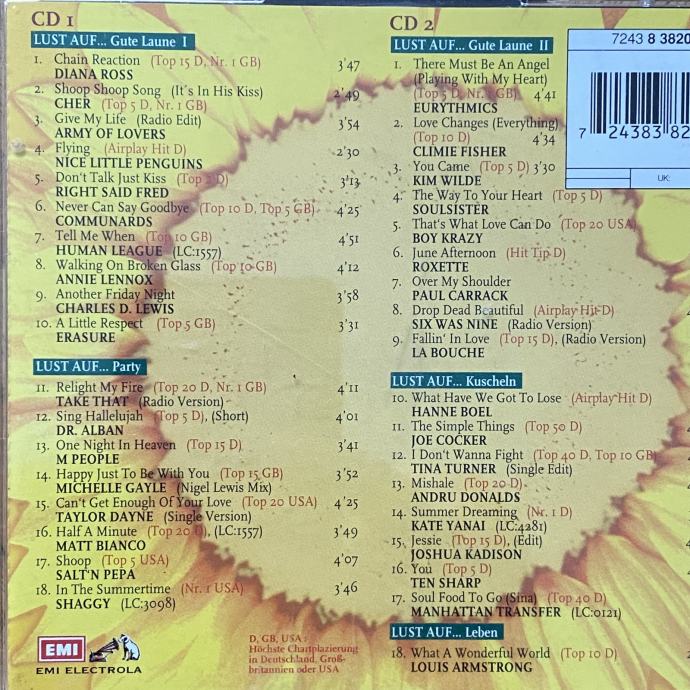 CD 1
LUST AUF... Gute Laune I
1. Chain Reaction (Top 15 D, Nr. 1 GB) 3'47
DIANA ROSS
2. Shoop Shoop Song (It's In His Kiss) 2'49
CHER (Top 5 D, Nr. 1 GB)
3. Give My Life (Radio Edit) 3'54
ARMY OF LOVERS
4. Flying (Airplay Hit D) 2'30
NICE LITTLE PENGUINS
5. Don't Talk Just Kiss (Top D) 3'13
RIGHT SAID FRED
6. Never Can Say Goodbye (Top 10 D, Top 5 GB) 4'25
COMMUNARDS
7. Tell Me When (Top 10 GB) 4'51
HUMAN LEAGUE (LC:1557)
8. Walking On Broken Glass (Top 10 GB) 4'12
ANNIE LENNOX
9. Another Friday Night 3'58
CHARLES D. LEWIS
10. A Little Respect (Top 5 GB) 3'31
ERASURE
LUST AUF... Party
11. Relight My Fire (Top 20 D, Nr. 1 GB) 4'11
TAKE THAT (Radio Version)
12. Sing Hallelujah (Top 5 D), (Short) 4'01
DR. ALBAN
13. One Night In Heaven (Top 15 D) 3'41
M PEOPLE
14. Happy Just To Be With You (Top 15 GB) 3'52
MICHELLE GAYLE (Nigel Lewis Mix)
15. Can't Get Enough Of Your Love (Top 20 USA) 4'25
TAYLOR DAYNE (Single Version)
16. Half A Minute (Top 20 D), (LC:1557) 3'49
MATT BIANCO
17. Shoop (Top 5 USA) 4'07
SALT'N PEPA
18. In The Summertime (Nr. 1 USA) 3'46
SHAGGY (LC:3098)
EMI
EMI ELECTROLA
D, GB, USA :
Höchste Chartplazierung
in Deutschland, Groß-
britannien oder USA
CD 2
LUST AUF... Gute Laune II
1. There Must Be An Angel
(Playing With My Heart)
(Top 5 D, Nr. 1 GB) 4'41
EURYTHMICS
2. Love Changes (Everything)
(Top 10 D) 4'34
CLIMIE FISHER
3. You Came (Top 5 D) 3'30
KIM WILDE
4. The Way To Your Heart (Top 5 D)
SOULSISTER
5. That's What Love Can Do (Top 20 USA)
BOY KRAZY
6. June Afternoon (Hit Tip D)
ROXETTE
7. Over My Shoulder
PAUL CARRACK
8. Drop Dead Beautiful (Airplay Hit D)
SIX WAS NINE (Radio Version)
9. Fallin' In Love (Top 15 D), (Radio Version)
LA BOUCHE
LUST AUF... Kuscheln
10. What Have We Got To Lose (Airplay Hit D)
HANNE BOEL
11. The Simple Things (Top 50 D)
JOE COCKER
12. I Don't Wanna Fight (Top 40 D, Top 10 GB)
TINA TURNER (Single Edit)
13. Mishale (Top 20 D)
ANDRU DONALDS
14. Summer Dreaming (Nr. 1 D)
KATE YANAI (LC:4281)
15. Jessie (Top 15 D), (Edit)
JOSHUA KADISON
16. You (Top 5 D)
TEN SHARP
17. Soul Food To Go (Sina) (Top 40 D)
MANHATTAN TRANSFER (LC:0121)
LUST AUF... Leben
18. What A Wonderful World (Top 10 D)
LOUIS ARMSTRONG
7243 8 3820
7 24383 82
UK: